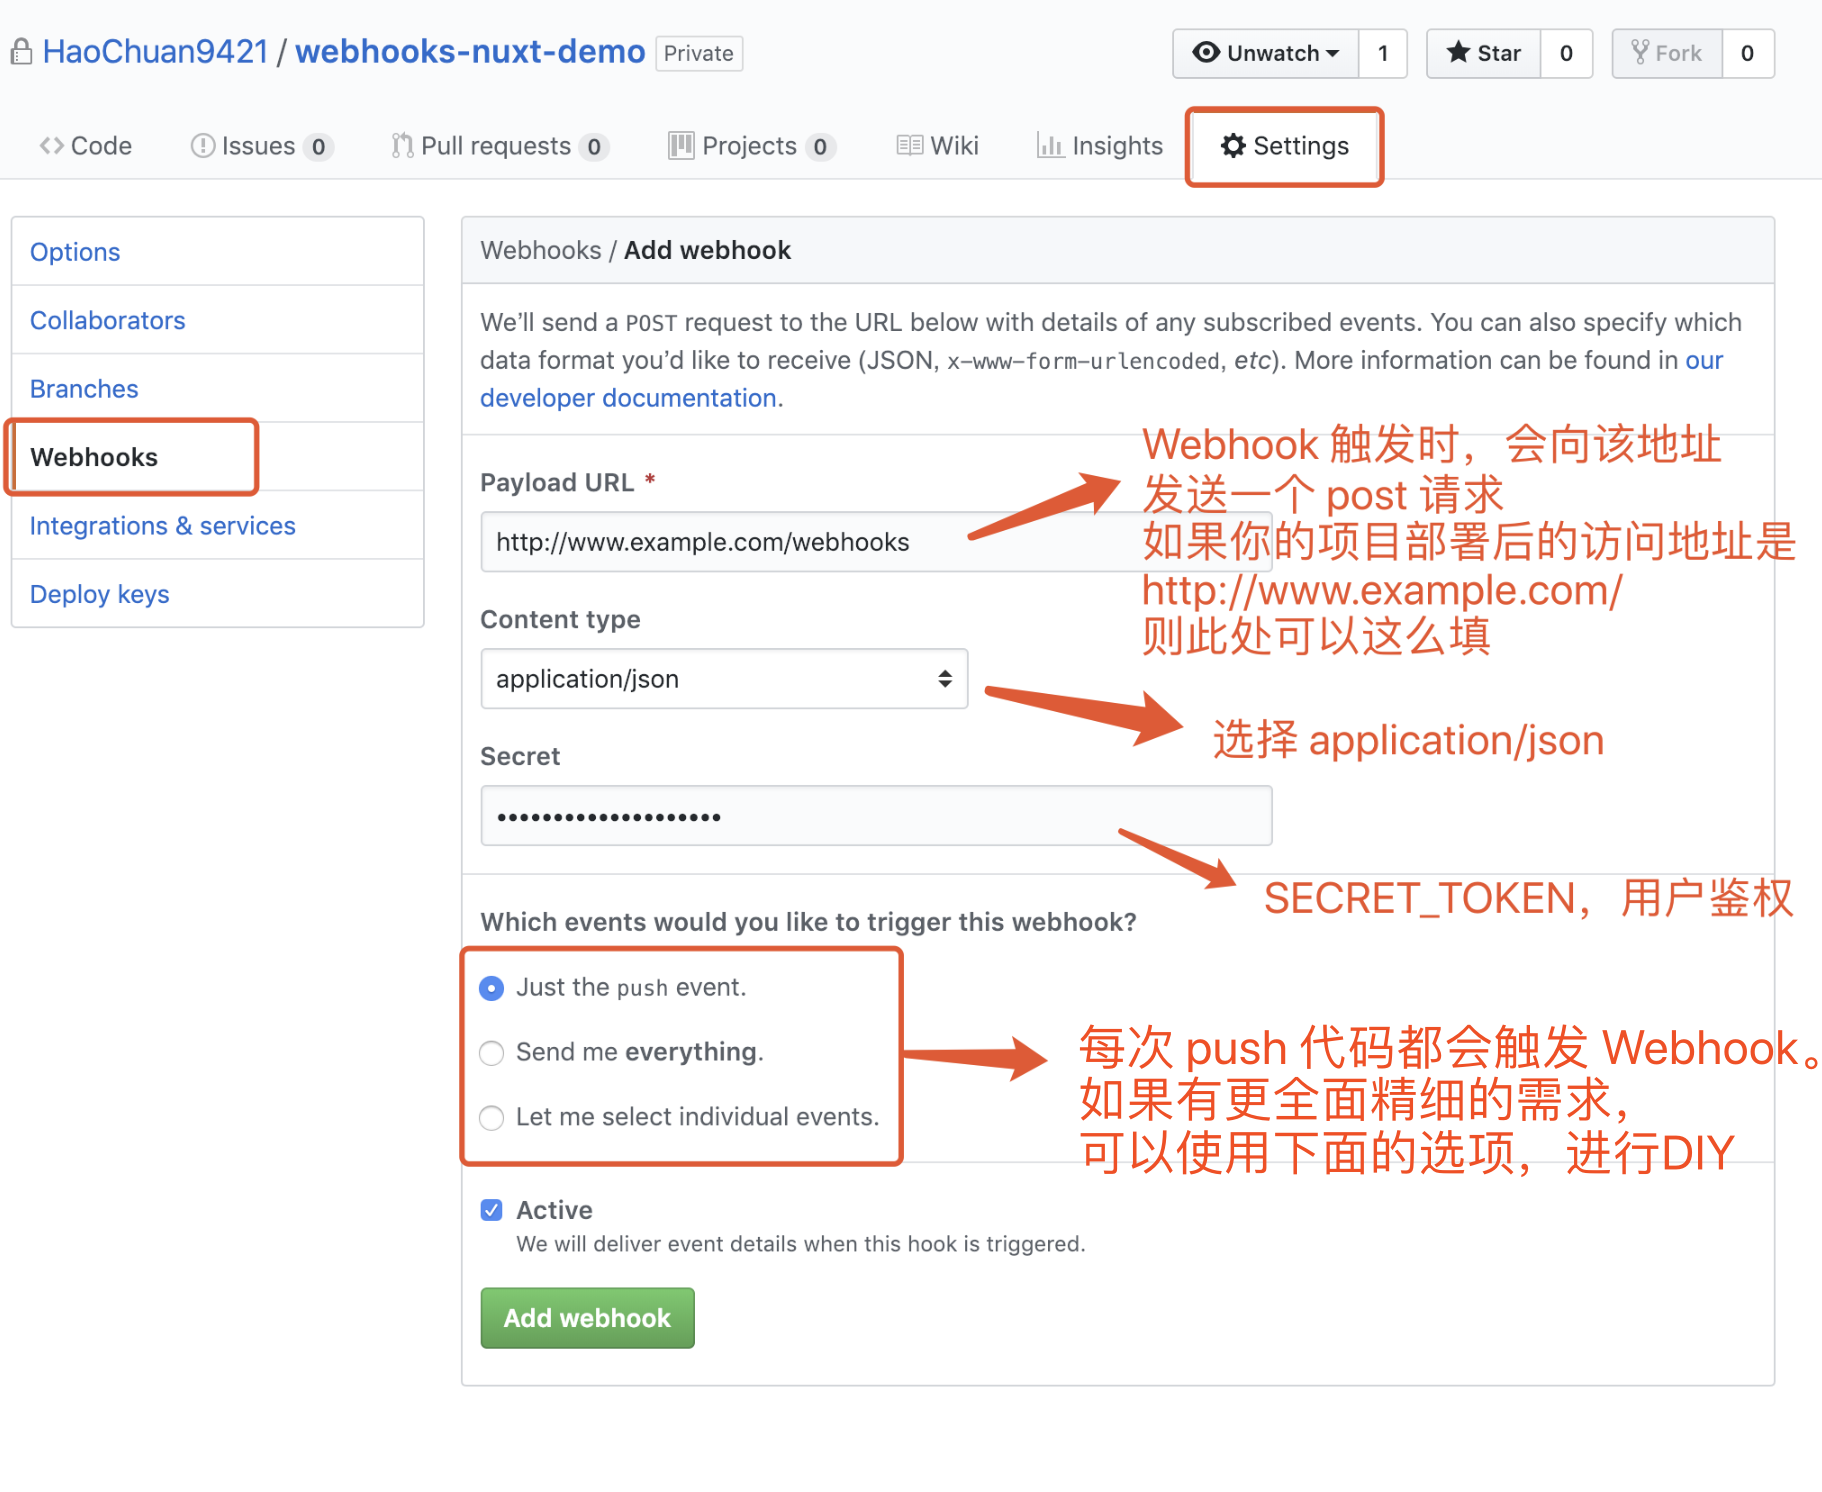 HaoChuan9421 / webhooks-nuxt-demo Private
Unwatch 1 Star 0 Fork 0
Code Issues 0 Pull requests 0 Projects 0 Wiki Insights Settings
Options
Collaborators
Branches
Webhooks
Integrations & services
Deploy keys
Webhooks / Add webhook
We’ll send a POST request to the URL below with details of any subscribed events. You can also specify which
data format you’d like to receive (JSON, x-www-form-urlencoded, etc). More information can be found in our
developer documentation.
Payload URL *
http://www.example.com/webhooks
Webhook 触发时，会向该地址
发送一个 post 请求
如果你的项目部署后的访问地址是
http://www.example.com/
则此处可以这么填
Content type
application/json
选择 application/json
Secret
••••••••••••••••••••
SECRET_TOKEN，用户鉴权
Which events would you like to trigger this webhook?
Just the push event.
Send me everything.
Let me select individual events.
每次 push 代码都会触发 Webhook。
如果有更全面精细的需求，
可以使用下面的选项，进行DIY
Active
We will deliver event details when this hook is triggered.
Add webhook